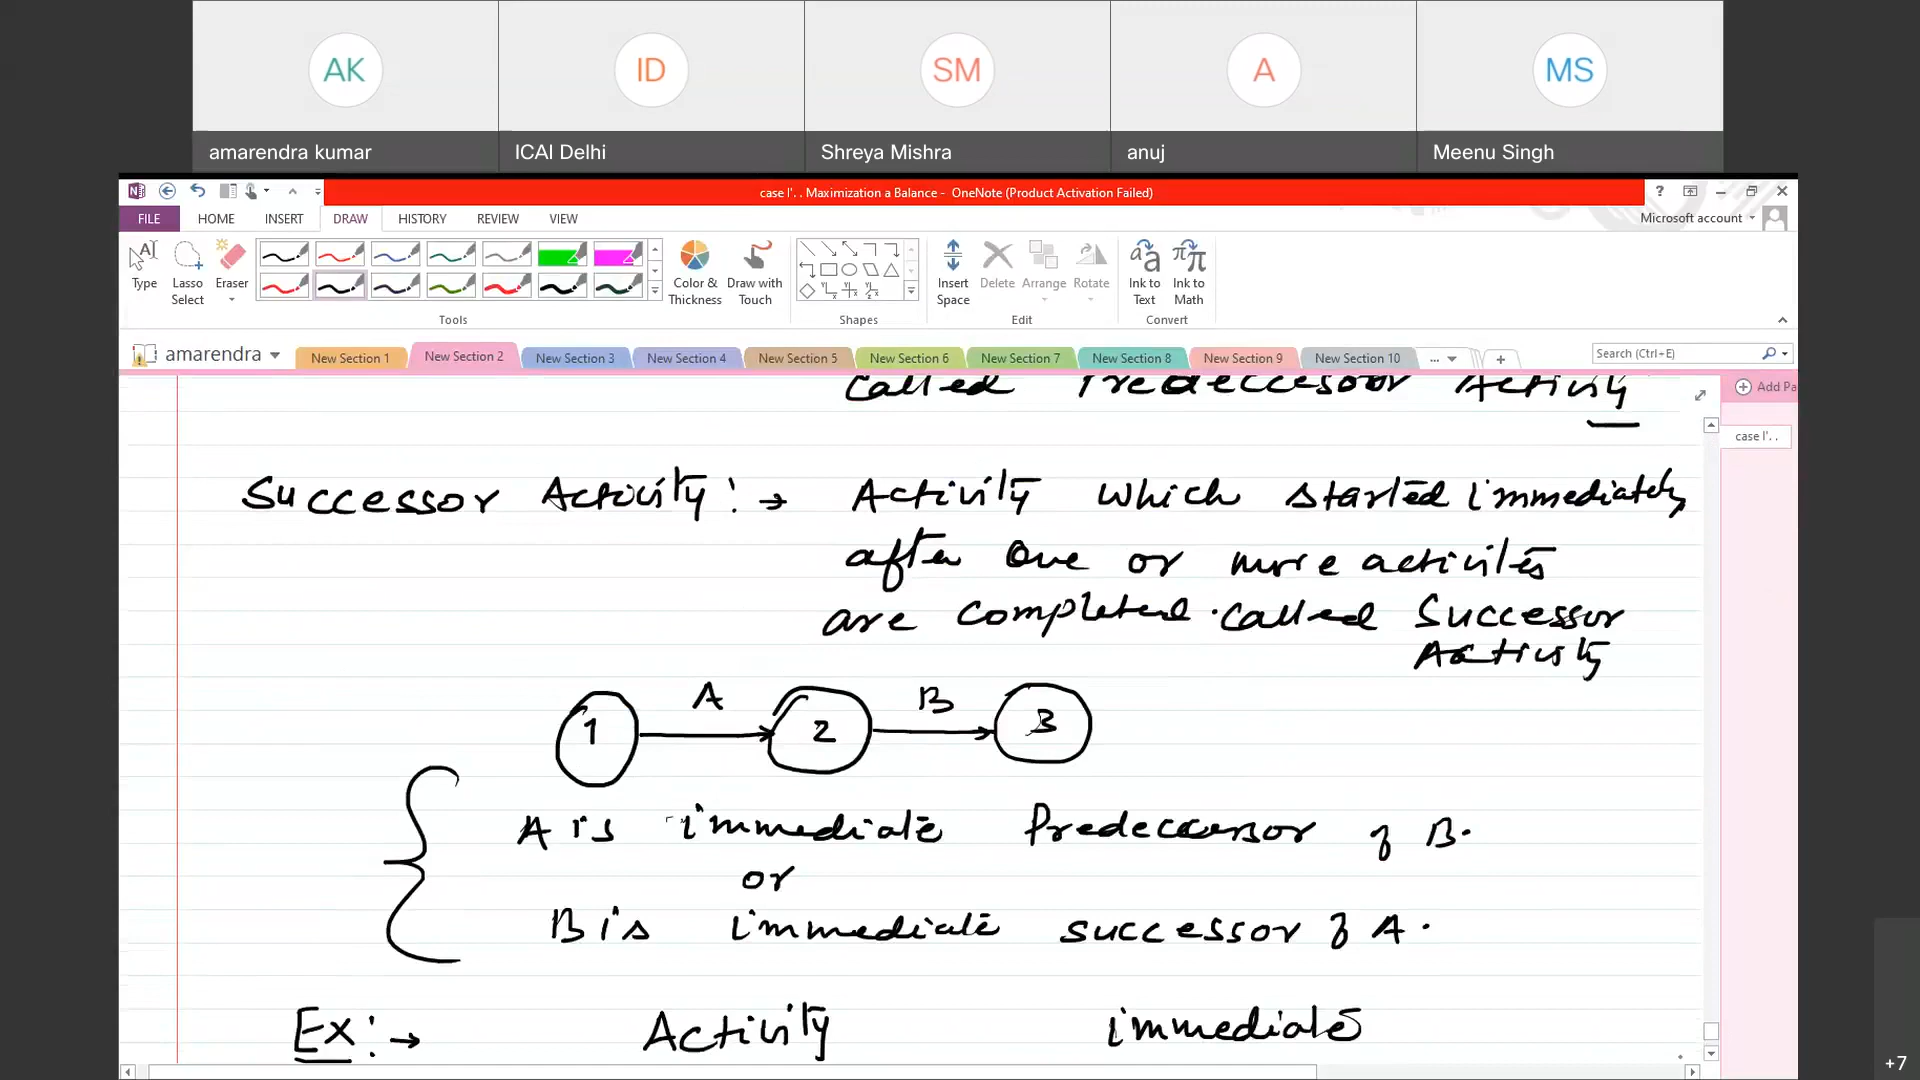 AK
ID
SM
A
MS
amarendra kumar
ICAI Delhi
Shreya Mishra
anuj
Meenu Singh
case I'. . Maximization a Balance - OneNote (Product Activation Failed)
?
FILE HOME INSERT DRAW HISTORY REVIEW VIEW
Microsoft account
Type
Lasso Select
Eraser
Color & Thickness
Draw with Touch
Insert Space
Delete
Arrange
Rotate
Ink to Text
Ink to Math
Tools
Shapes
Edit
Convert
amarendra
New Section 1
New Section 2
New Section 3
New Section 4
New Section 5
New Section 6
New Section 7
New Section 8
New Section 9
New Section 10
...
Search (Ctrl+E)
Add Pa
case I'. .
called Predeccesoor Activity
Successor Activity :→ Activity which started immediately
after one or more activites
are completed . called Successor
Activity
1 A 2 B 3
A is immediate Predeccessor of B.
or
B is immediate successor of A.
Ex :→ Activity immediate
+7